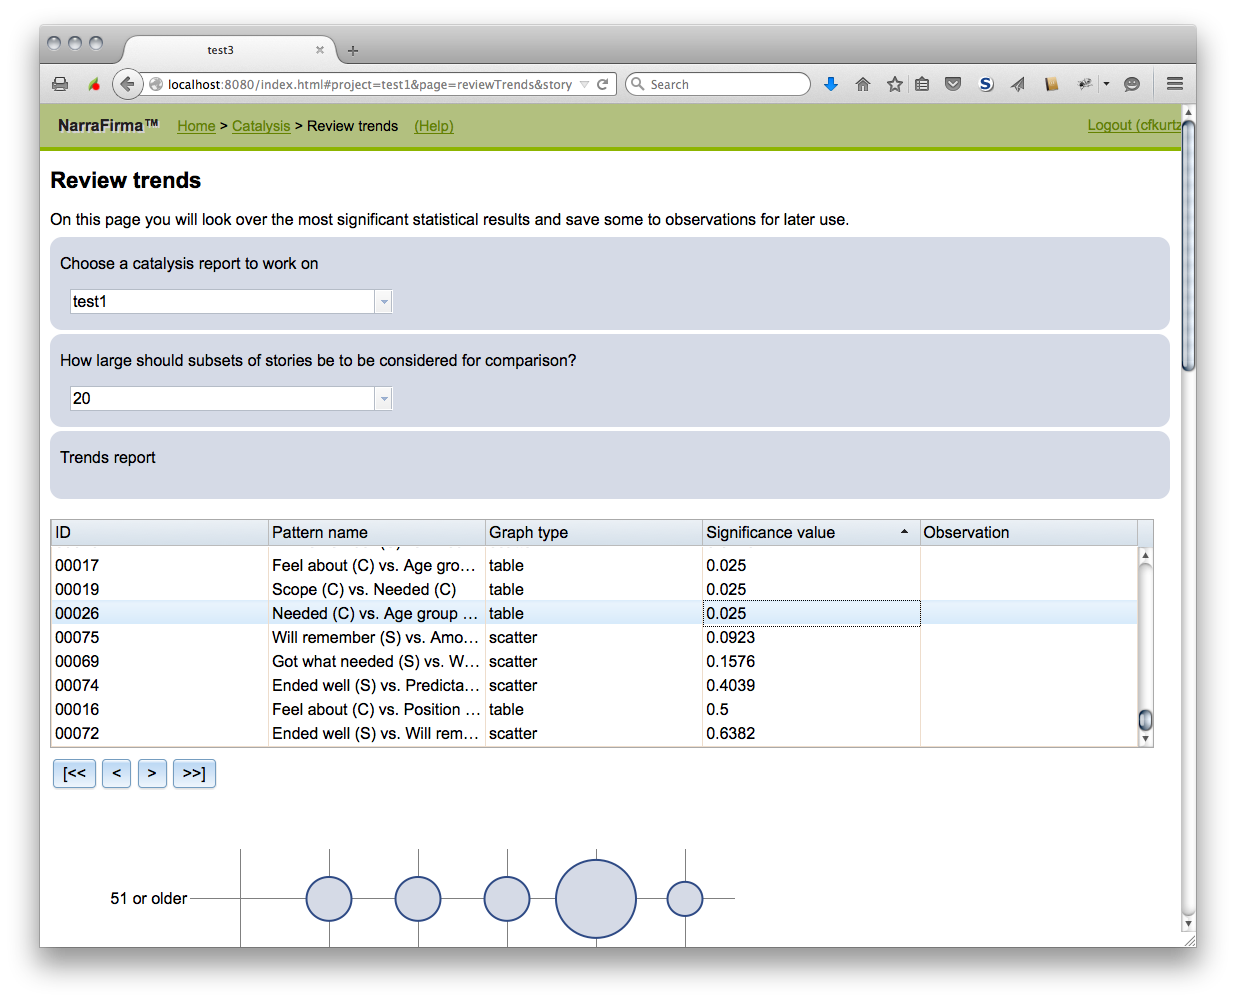 test3
localhost:8080/index.html#project=test1&page=reviewTrends&story
Search
NarraFirma™ Home > Catalysis > Review trends (Help) Logout (cfkurtz
Review trends
On this page you will look over the most significant statistical results and save some to observations for later use.
Choose a catalysis report to work on
test1
How large should subsets of stories be to be considered for comparison?
20
Trends report
ID Pattern name Graph type Significance value Observation
00017 Feel about (C) vs. Age gro... table 0.025
00019 Scope (C) vs. Needed (C) table 0.025
00026 Needed (C) vs. Age group ... table 0.025
00075 Will remember (S) vs. Amo... scatter 0.0923
00069 Got what needed (S) vs. W... scatter 0.1576
00074 Ended well (S) vs. Predicta... scatter 0.4039
00016 Feel about (C) vs. Position ... table 0.5
00072 Ended well (S) vs. Will rem... scatter 0.6382
[<< < > >>]
51 or older